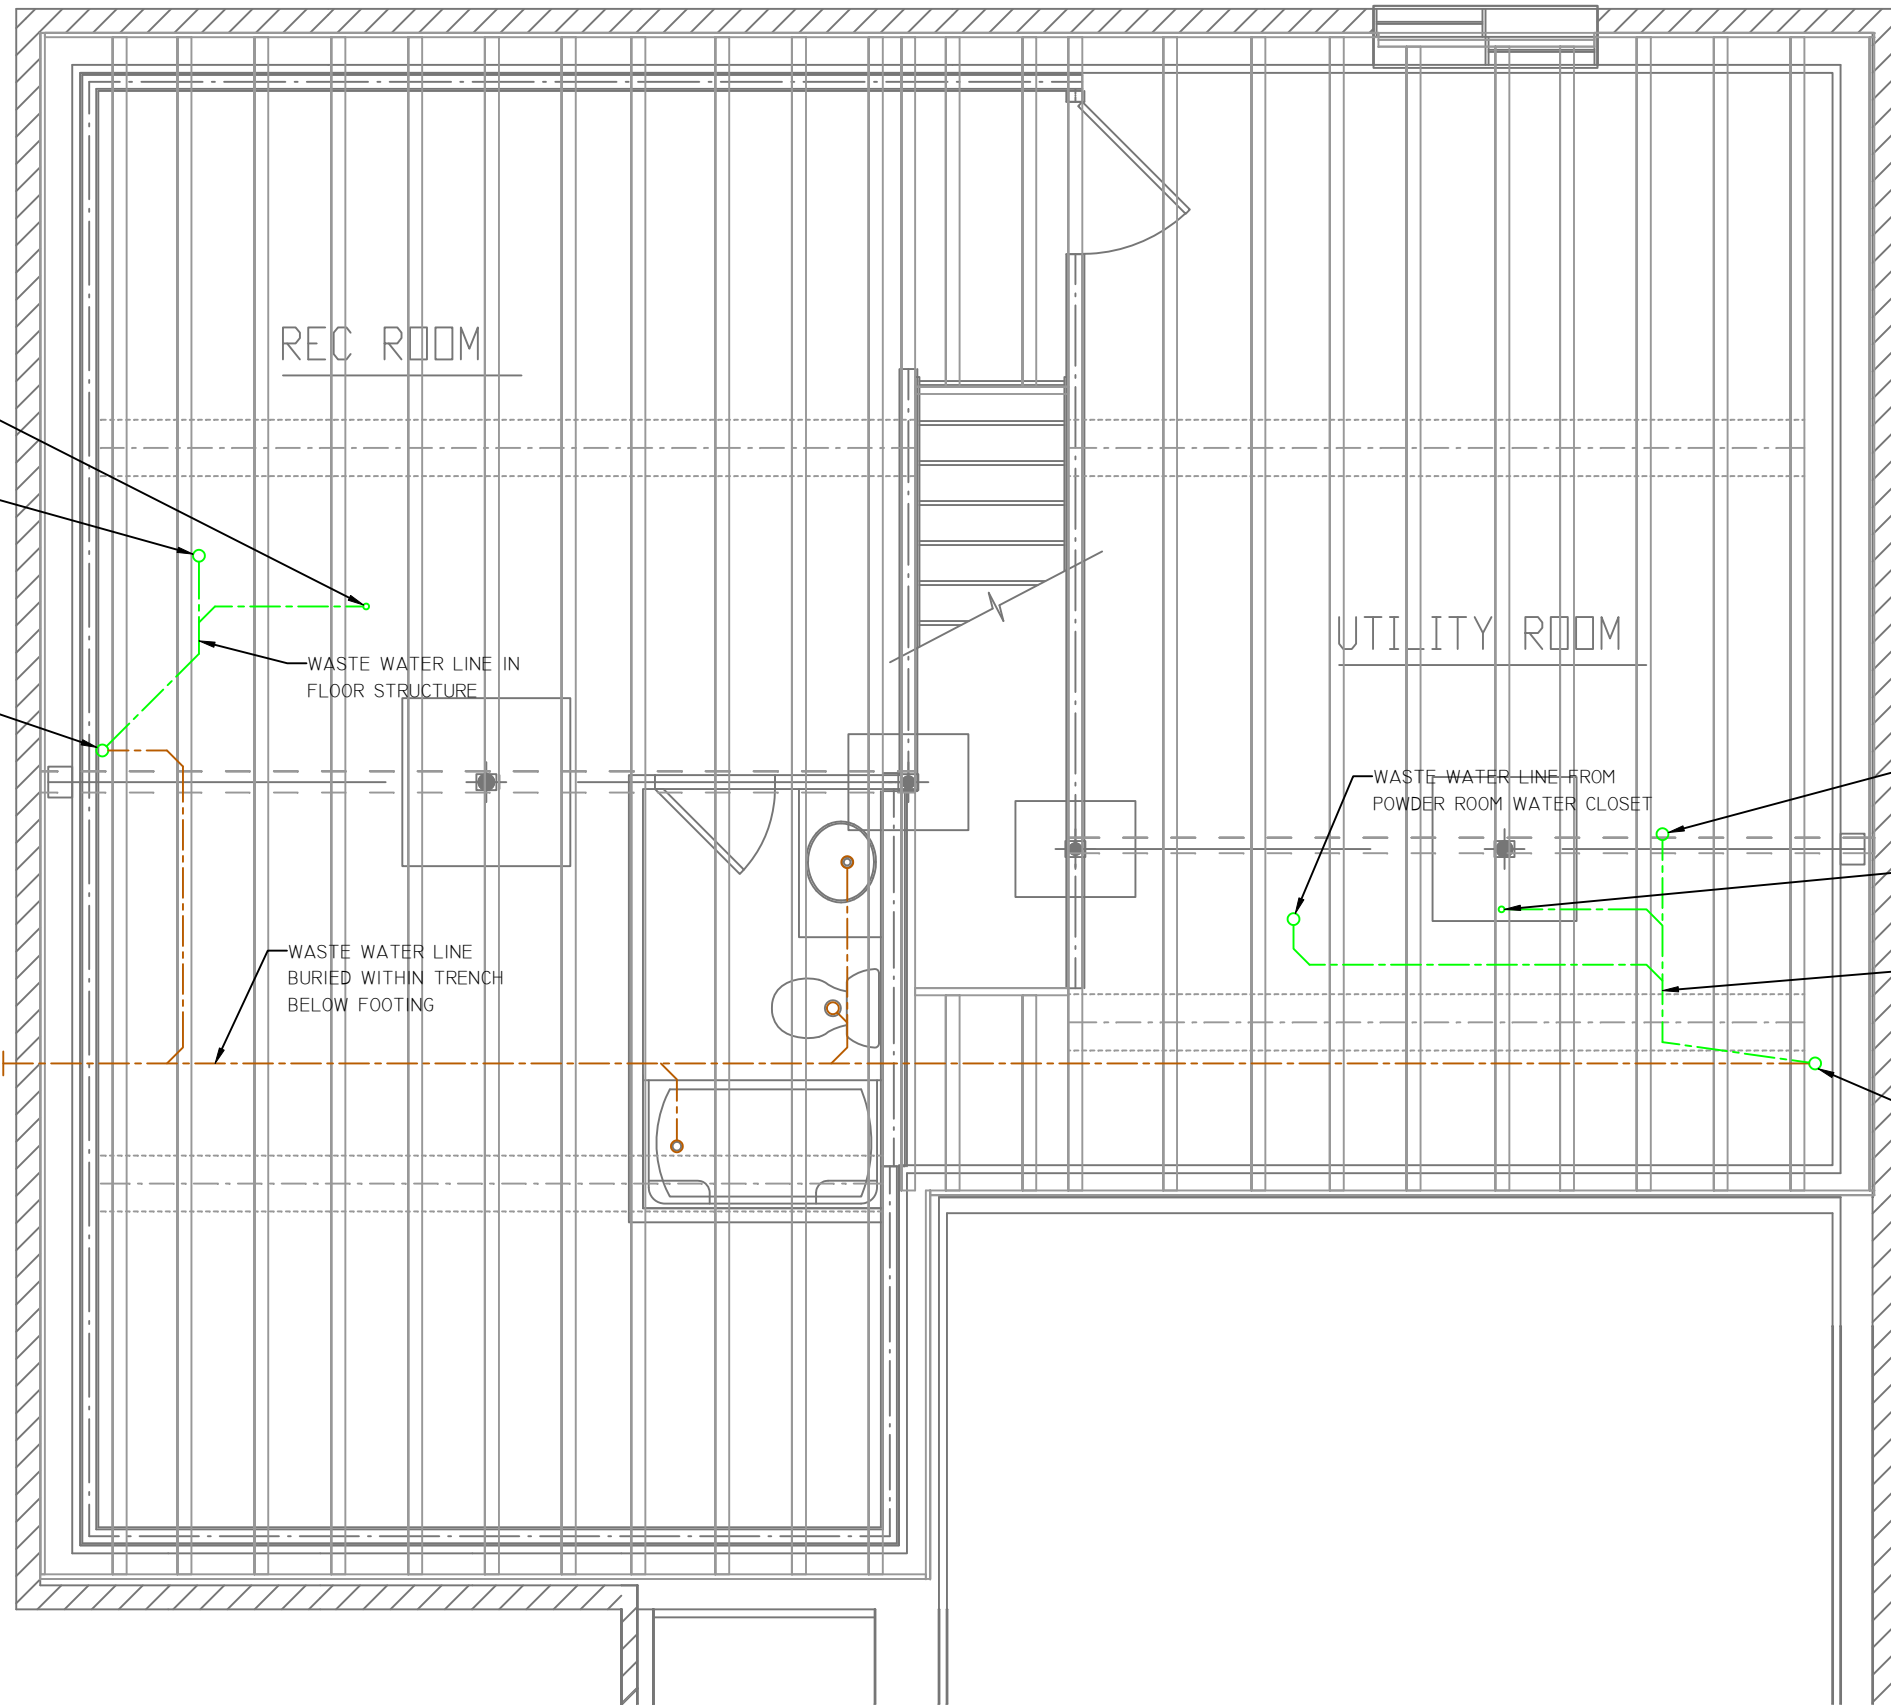 REC ROOM
WASTE WATER LINE IN
FLOOR STRUCTURE
UTILITY ROOM
WASTE WATER LINE FROM
POWDER ROOM WATER CLOSET
WASTE WATER LINE
BURIED WITHIN TRENCH
BELOW FOOTING